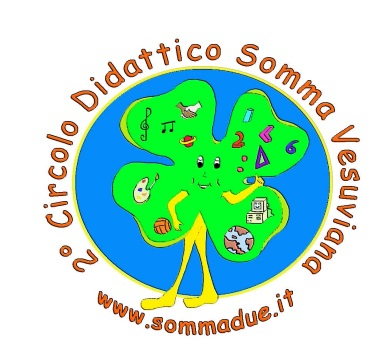 2° Circolo Didattico Somma Vesuviana
www.sommadue.it